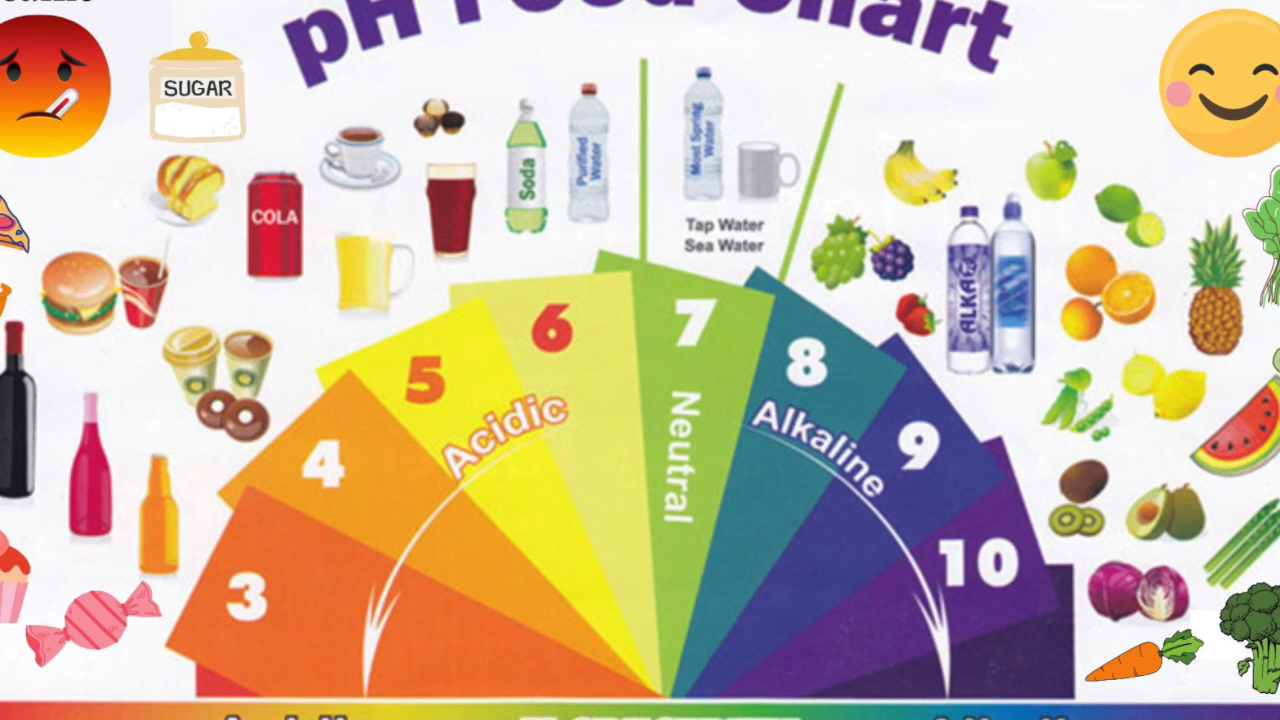 pH Food Chart
SUGAR
COLA
Soda
Purified
Water
Most Spring
Water
Tap Water
Sea Water
ALKAME
3
4
5
6
7
8
9
10
Acidic
Neutral
Alkaline